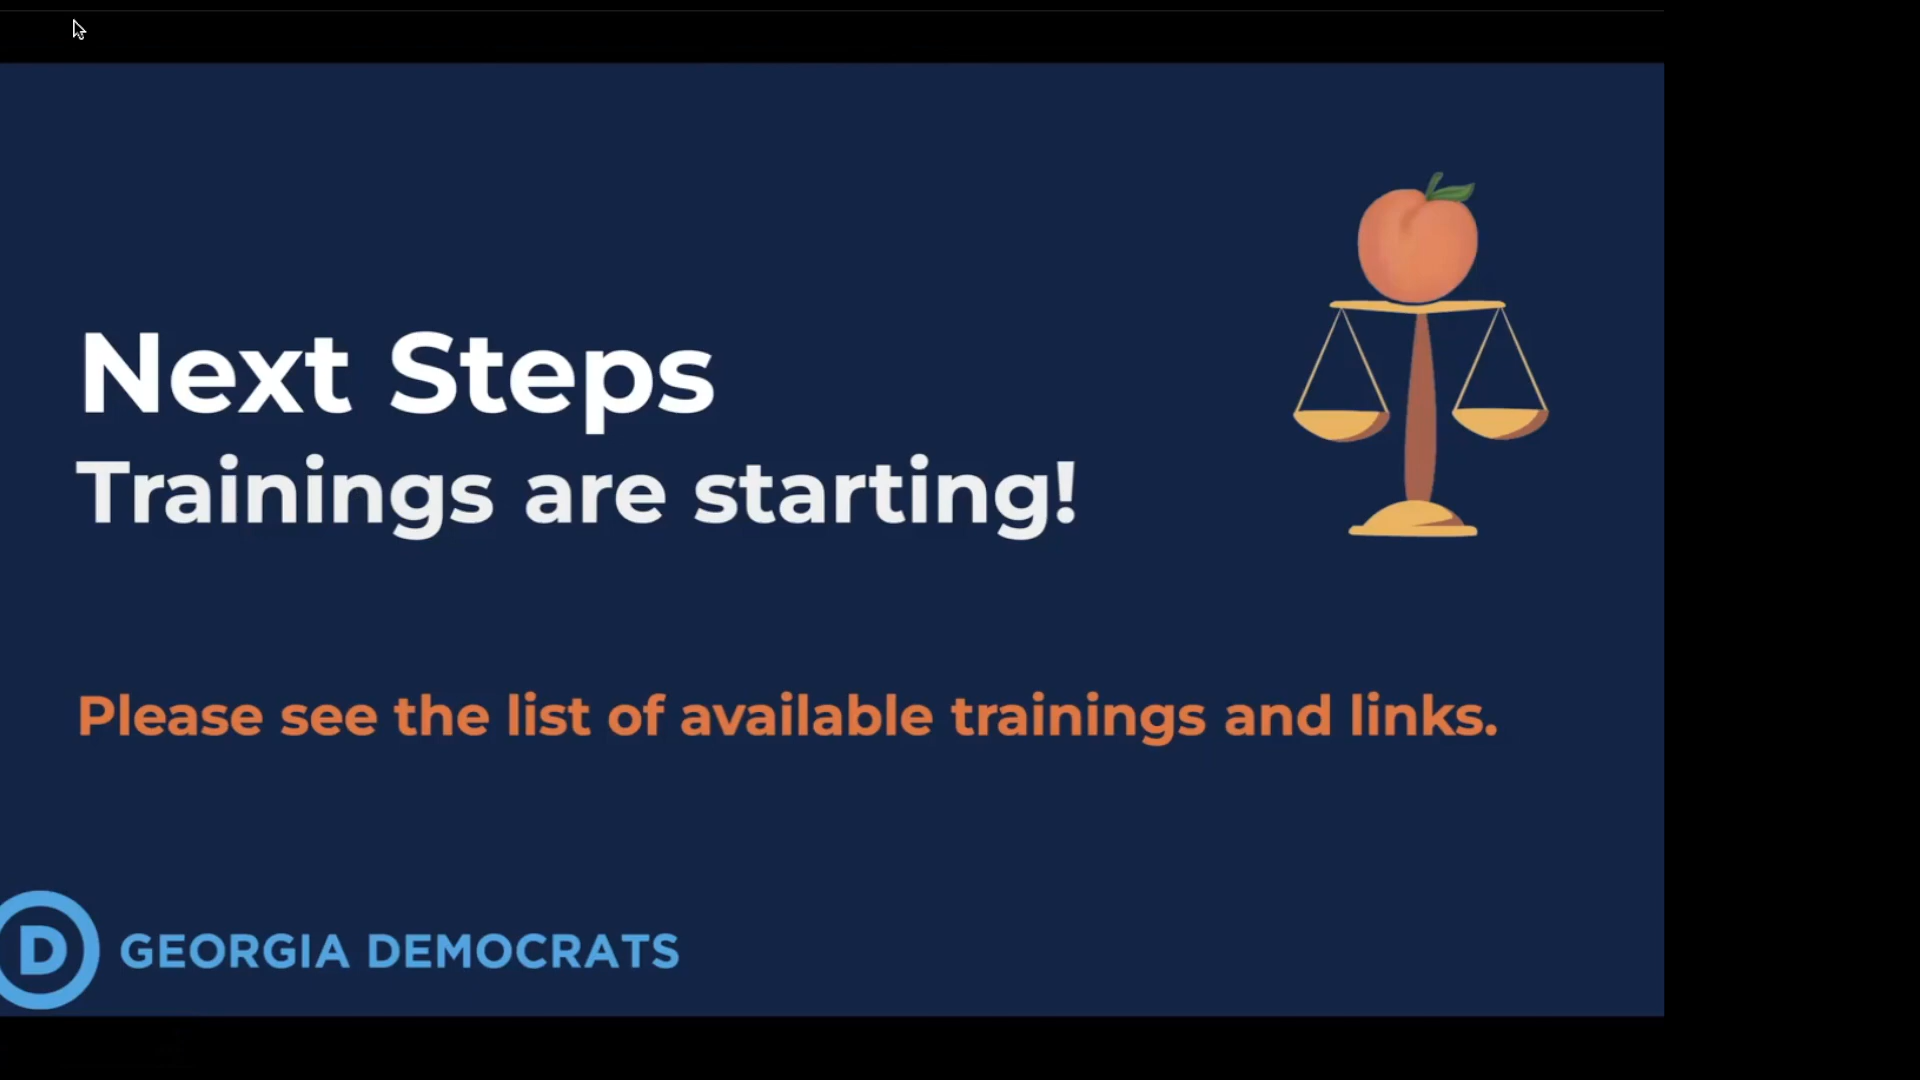 Next Steps
Trainings are starting!
Please see the list of available trainings and links.
D GEORGIA DEMOCRATS